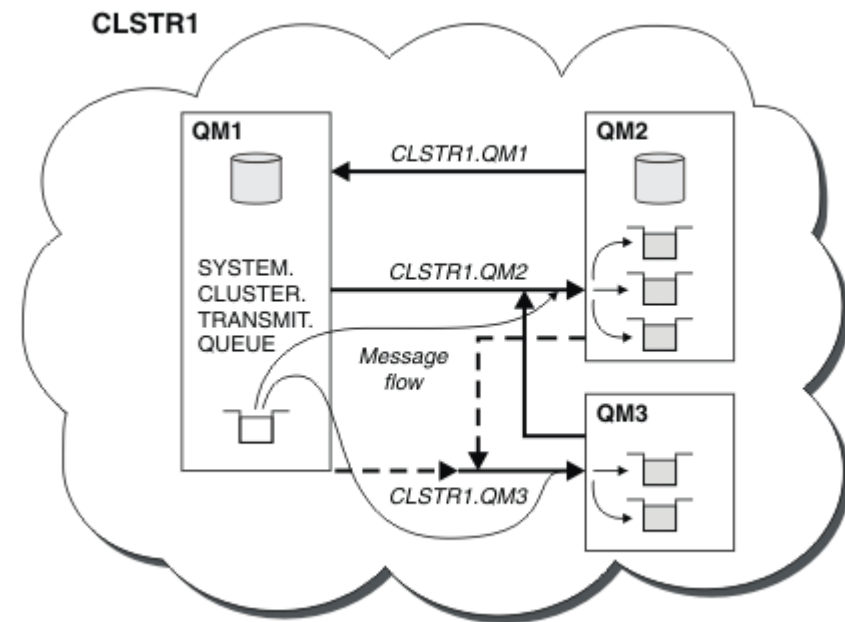 CLSTR1
QM1
QM2
CLSTR1.QM1
SYSTEM.
CLUSTER.
TRANSMIT.
QUEUE
CLSTR1.QM2
Message
flow
QM3
CLSTR1.QM3